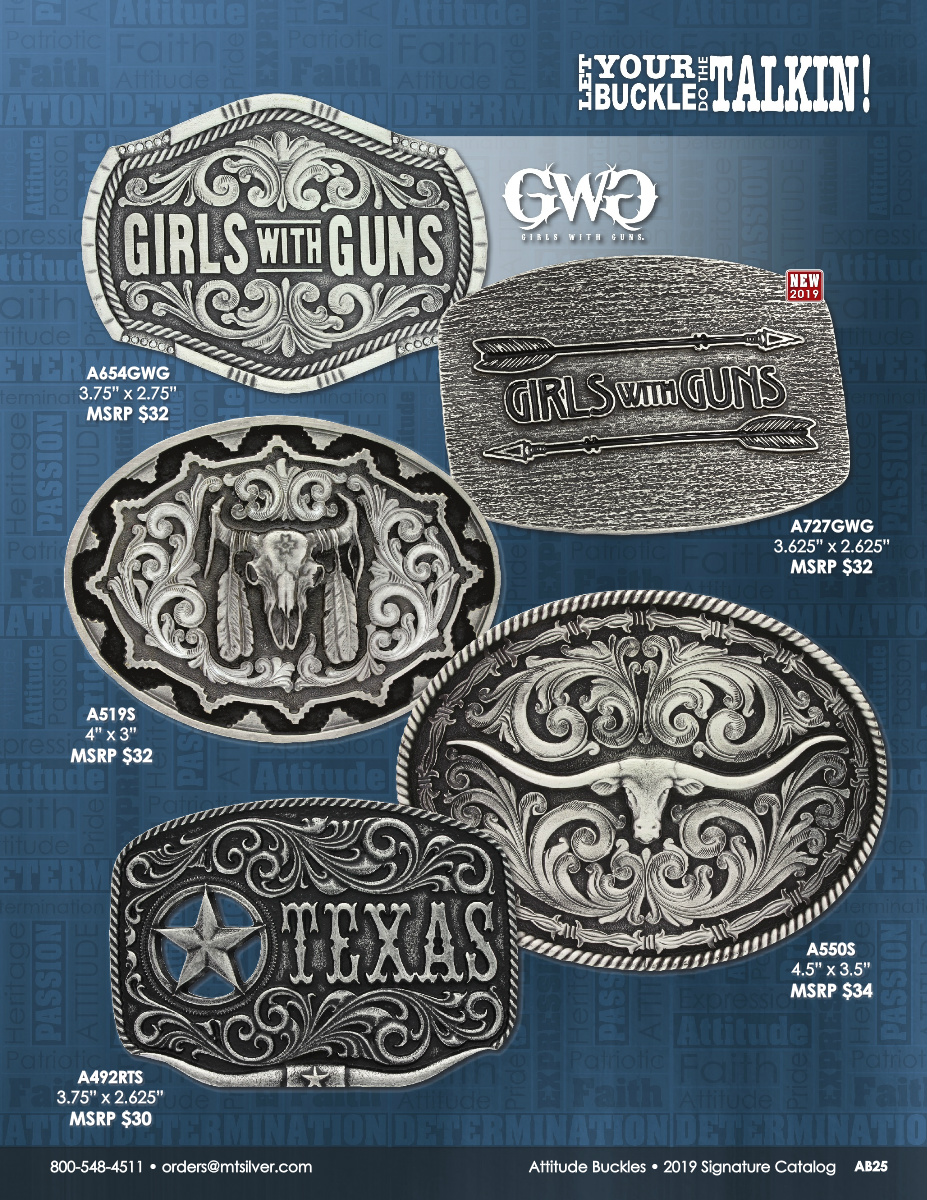 LET YOUR BUCKLE DO THE TALKIN!
GWG
GIRLS WITH GUNS.
GIRLS WITH GUNS
NEW
2019
GIRLS WITH GUNS
A654GWG
3.75” x 2.75”
MSRP $32
A727GWG
3.625” x 2.625”
MSRP $32
A519S
4” x 3”
MSRP $32
A550S
4.5” x 3.5”
MSRP $34
TEXAS
A492RTS
3.75” x 2.625”
MSRP $30
800-548-4511 • orders@mtsilver.com
Attitude Buckles • 2019 Signature Catalog AB25